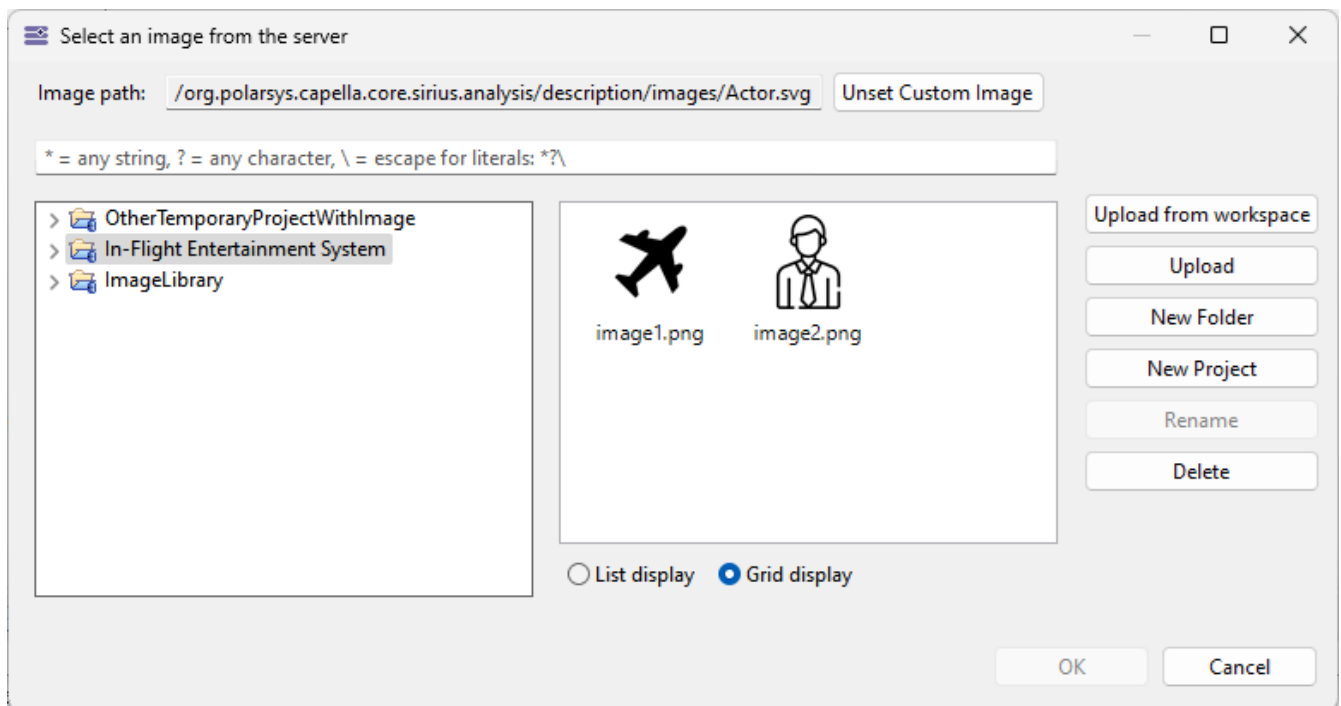 Select an image from the server
Image path: /org.polarsys.capella.core.sirius.analysis/description/images/Actor.svg Unset Custom Image
* = any string, ? = any character, \ = escape for literals: *?\
OtherTemporaryProjectWithImage
In-Flight Entertainment System
ImageLibrary
image1.png image2.png
List display Grid display
Upload from workspace
Upload
New Folder
New Project
Rename
Delete
OK Cancel